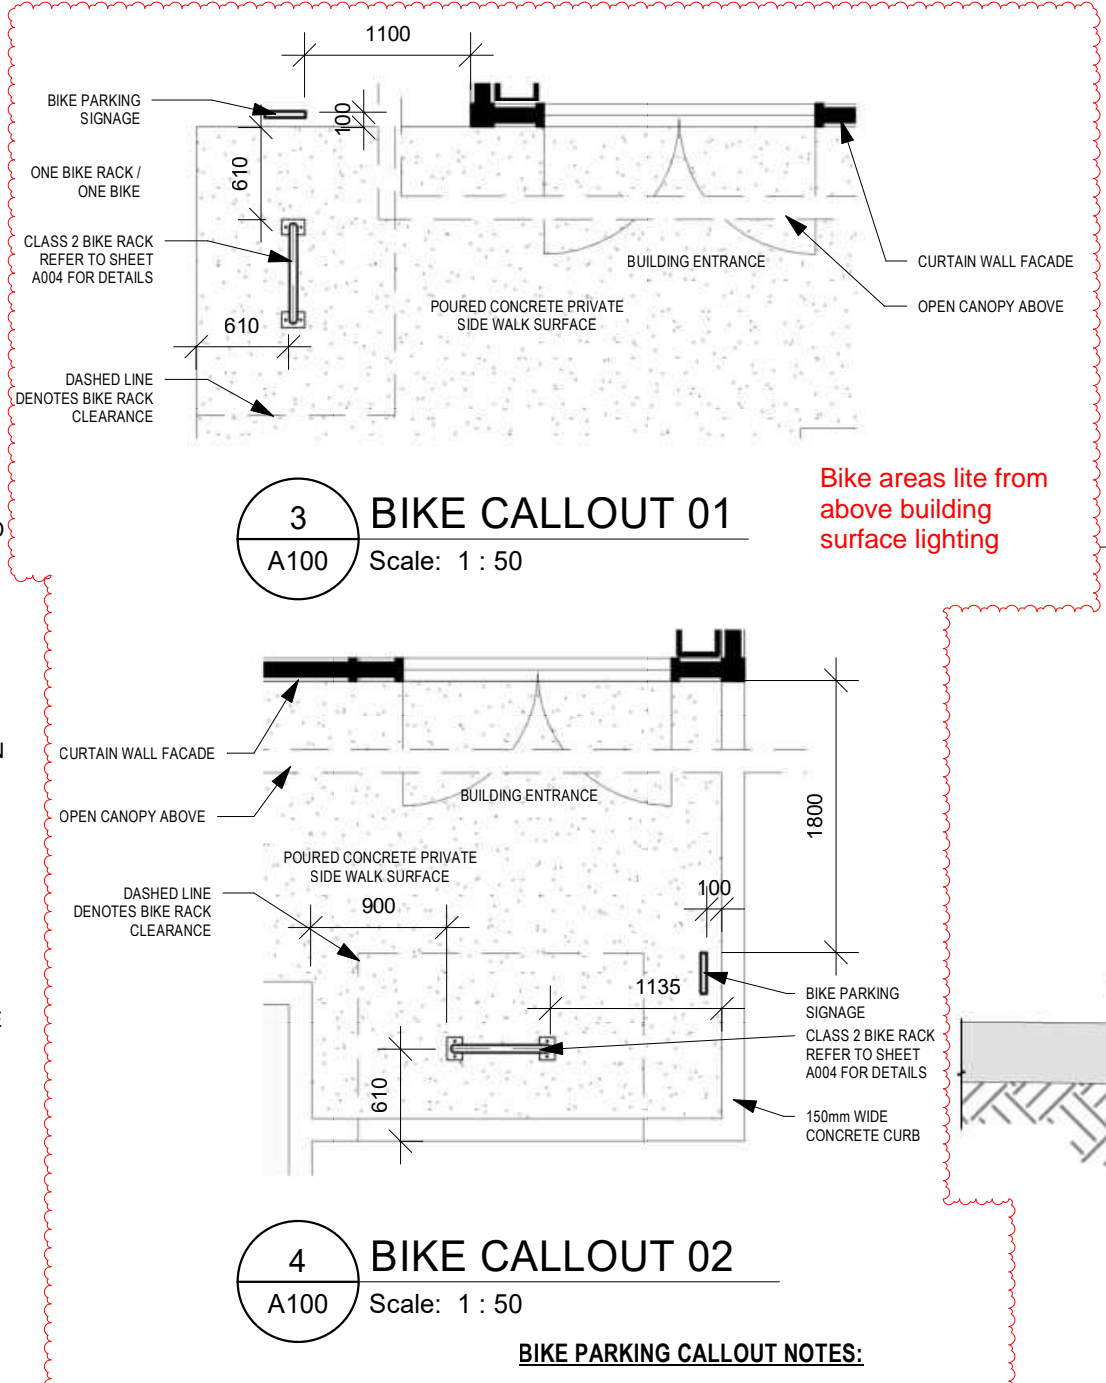 1100
BIKE PARKING
SIGNAGE
100
ONE BIKE RACK /
ONE BIKE
610
CLASS 2 BIKE RACK
REFER TO SHEET
A004 FOR DETAILS
BUILDING ENTRANCE
CURTAIN WALL FACADE
OPEN CANOPY ABOVE
POURED CONCRETE PRIVATE
SIDE WALK SURFACE
610
DASHED LINE
DENOTES BIKE RACK
CLEARANCE
3
A100
BIKE CALLOUT 01
Scale: 1 : 50
Bike areas lite from
above building
surface lighting
CURTAIN WALL FACADE
OPEN CANOPY ABOVE
BUILDING ENTRANCE
1800
POURED CONCRETE PRIVATE
SIDE WALK SURFACE
DASHED LINE
DENOTES BIKE RACK
CLEARANCE
900
100
1135
BIKE PARKING
SIGNAGE
CLASS 2 BIKE RACK
REFER TO SHEET
A004 FOR DETAILS
610
150mm WIDE
CONCRETE CURB
4
A100
BIKE CALLOUT 02
Scale: 1 : 50
BIKE PARKING CALLOUT NOTES: